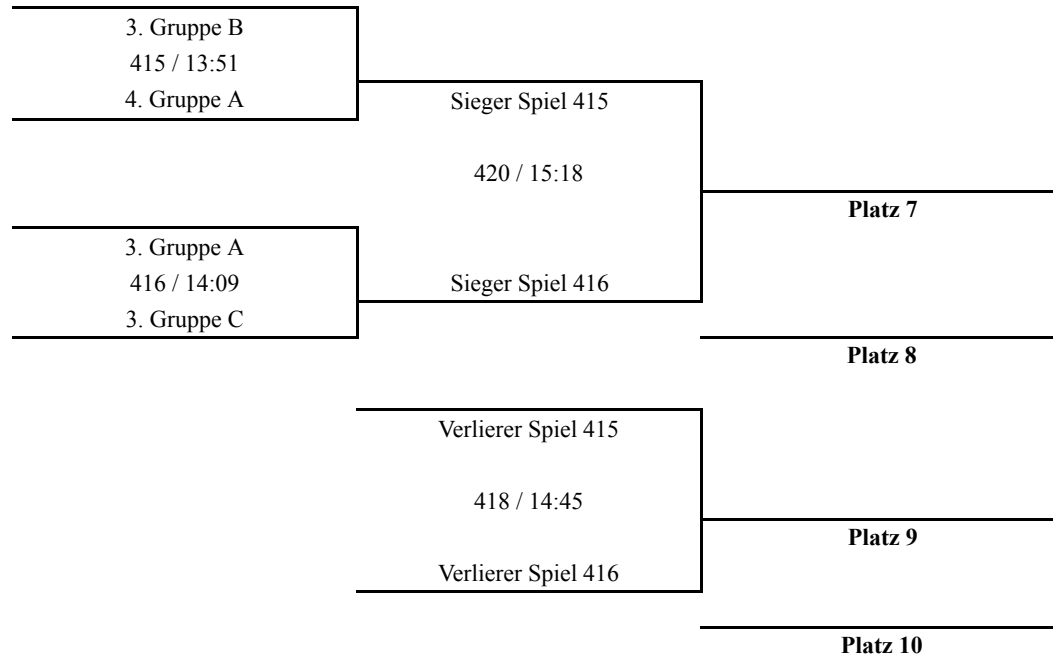 3. Gruppe B
415 / 13:51
4. Gruppe A
Sieger Spiel 415
420 / 15:18
Platz 7
3. Gruppe A
416 / 14:09
Sieger Spiel 416
3. Gruppe C
Platz 8
Verlierer Spiel 415
418 / 14:45
Platz 9
Verlierer Spiel 416
Platz 10